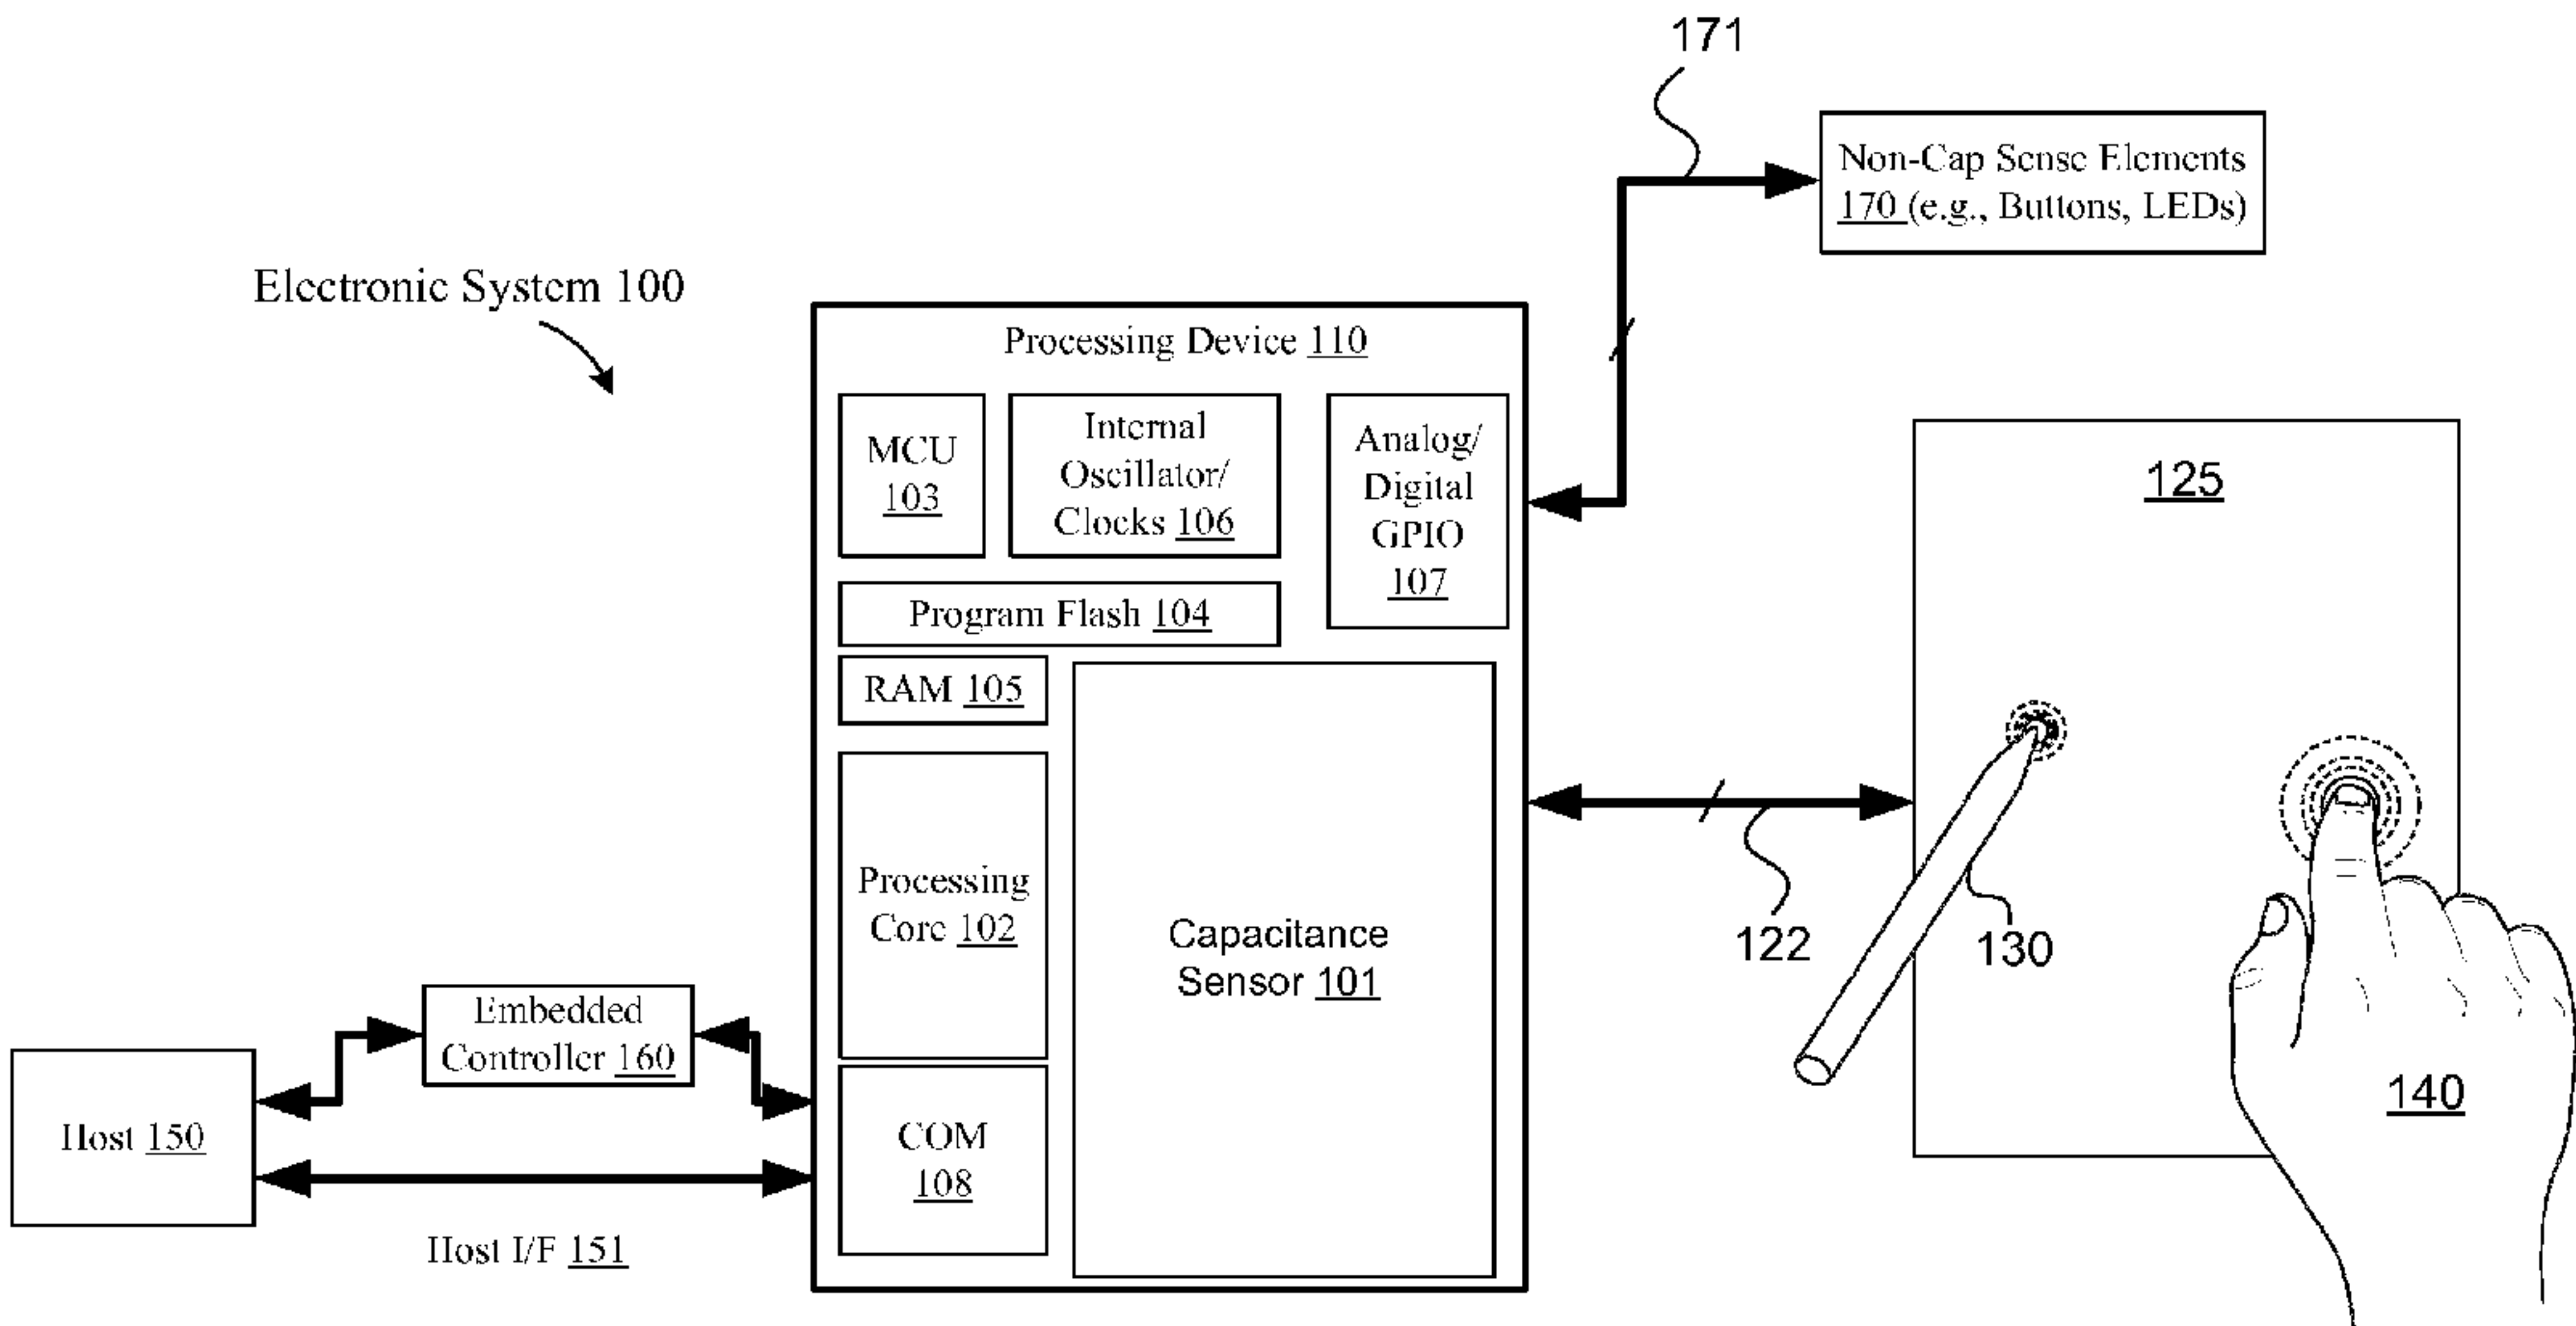 171
Non-Cap Sense Elements
170 (e.g., Buttons, LEDs)
Electronic System 100
Processing Device 110
MCU
103
Internal
Oscillator/
Clocks 106
Analog/
Digital
GPIO
107
125
Program Flash 104
RAM 105
Processing
Core 102
Capacitance
Sensor 101
122
130
Embedded
Controller 160
Host 150
COM
108
140
Host I/F 151